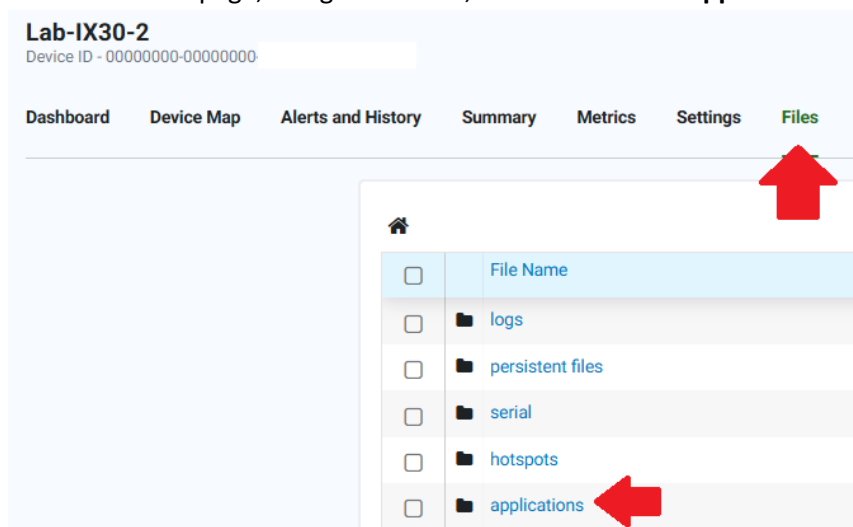 Lab-IX30-2
Device ID - 00000000-00000000-
Dashboard Device Map Alerts and History Summary Metrics Settings Files
File Name
logs
persistent files
serial
hotspots
applications